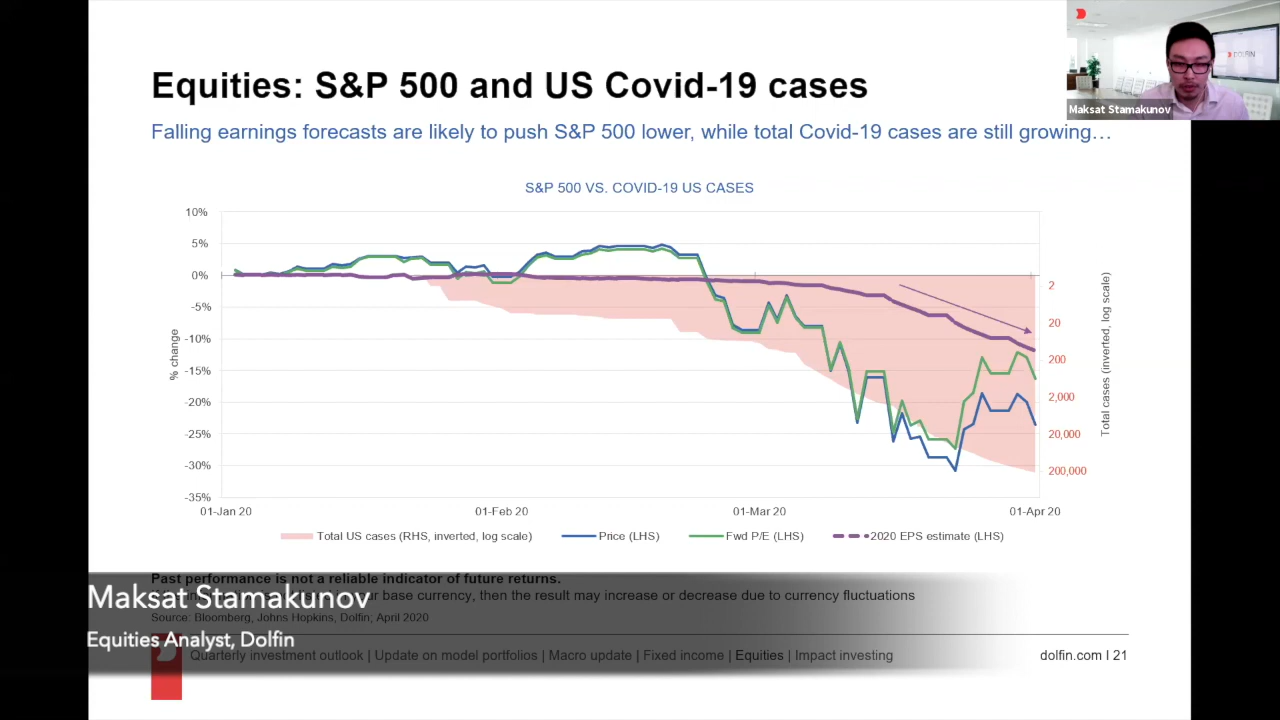 Equities: S&P 500 and US Covid-19 cases
Falling earnings forecasts are likely to push S&P 500 lower, while total Covid-19 cases are still growing…
DOLFIN
Maksat Stamakunov
S&P 500 VS. COVID-19 US CASES
10%
5%
0%
-5%
-10%
-15%
-20%
-25%
-30%
-35%
% change
2
20
200
2,000
20,000
200,000
Total cases (inverted, log scale)
01-Jan 20
01-Feb 20
01-Mar 20
01-Apr 20
Total US cases (RHS, inverted, log scale)
Price (LHS)
Fwd P/E (LHS)
2020 EPS estimate (LHS)
Past performance is not a reliable indicator of future returns.
Maksat Stamakunov
your base currency, then the result may increase or decrease due to currency fluctuations
Source: Bloomberg, Johns Hopkins, Dolfin; April 2020
Equities Analyst, Dolfin
Quarterly investment outlook | Update on model portfolios | Macro update | Fixed income | Equities | Impact investing
dolfin.com I 21